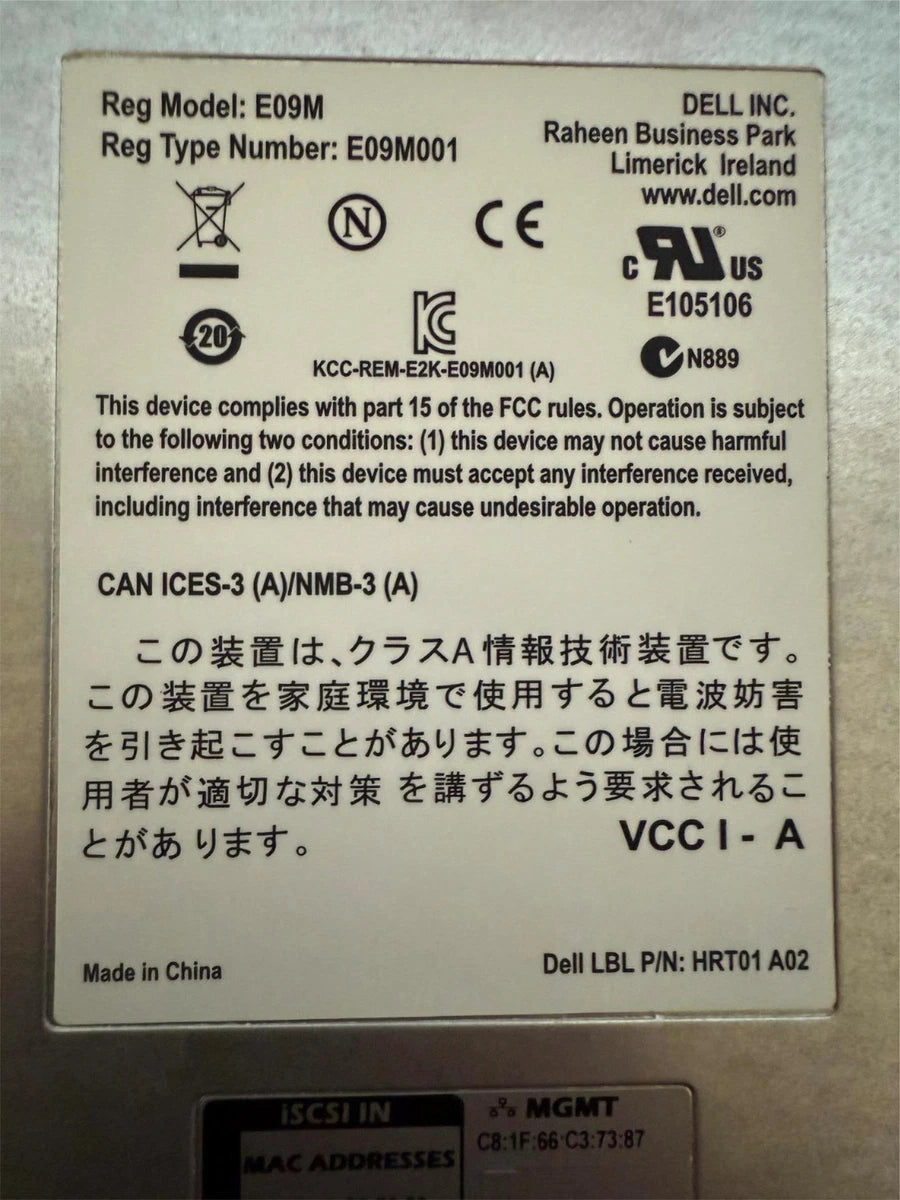 Reg Model: E09M
Reg Type Number: E09M001
DELL INC.
Raheen Business Park
Limerick Ireland
www.dell.com
N
CE
c RU ® US
E105106
20
KC
KCC-REM-E2K-E09M001 (A)
N889
This device complies with part 15 of the FCC rules. Operation is subject
to the following two conditions: (1) this device may not cause harmful
interference and (2) this device must accept any interference received,
including interference that may cause undesirable operation.
CAN ICES-3 (A)/NMB-3 (A)
この装置は、クラスA情報技術装置です。
この装置を家庭環境で使用すると電波妨害
を引き起こすことがあります。この場合には使
用者が適切な対策 を講ずるよう要求されるこ
とがあ ります。
VCC I - A
Made in China
Dell LBL P/N: HRT01 A02
iSCSI IN
MAC ADDRESSES
MGMT
C8:1F:66:C3:73:87